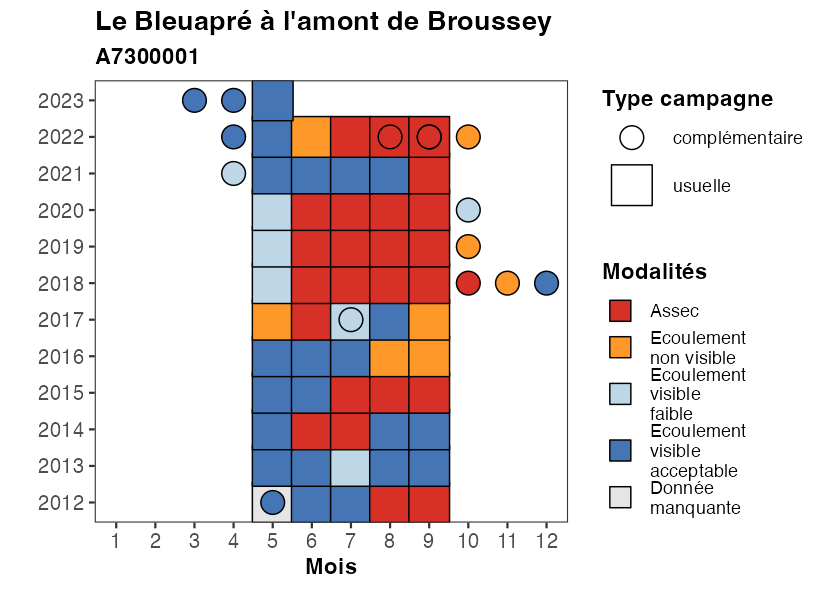 Le Bleuapré à l'amont de Broussey
A7300001
2023
2022
2021
2020
2019
2018
2017
2016
2015
2014
2013
2012
1 2 3 4 5 6 7 8 9 10 11 12
Mois
Type campagne
complémentaire
usuelle
Modalités
Assec
Ecoulement
non visible
Ecoulement
visible
faible
Ecoulement
visible
acceptable
Donnée
manquante